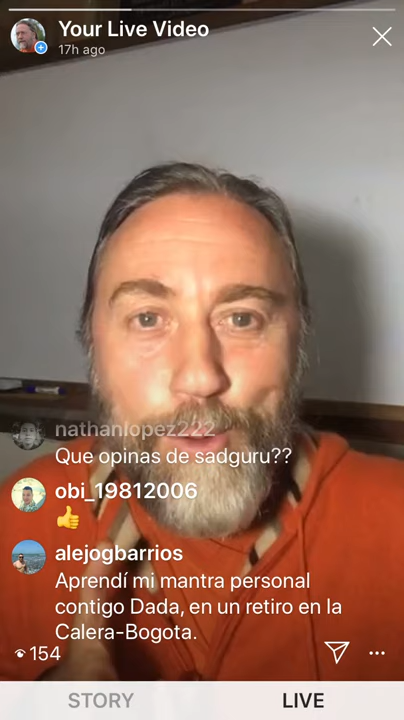 Your Live Video
17h ago
nathanlopez222
Que opinas de sadguru??
obi_19812006
👍
alejogbarrios
Aprendí mi mantra personal
contigo Dada, en un retiro en la
Calera-Bogota.
154
STORY
LIVE